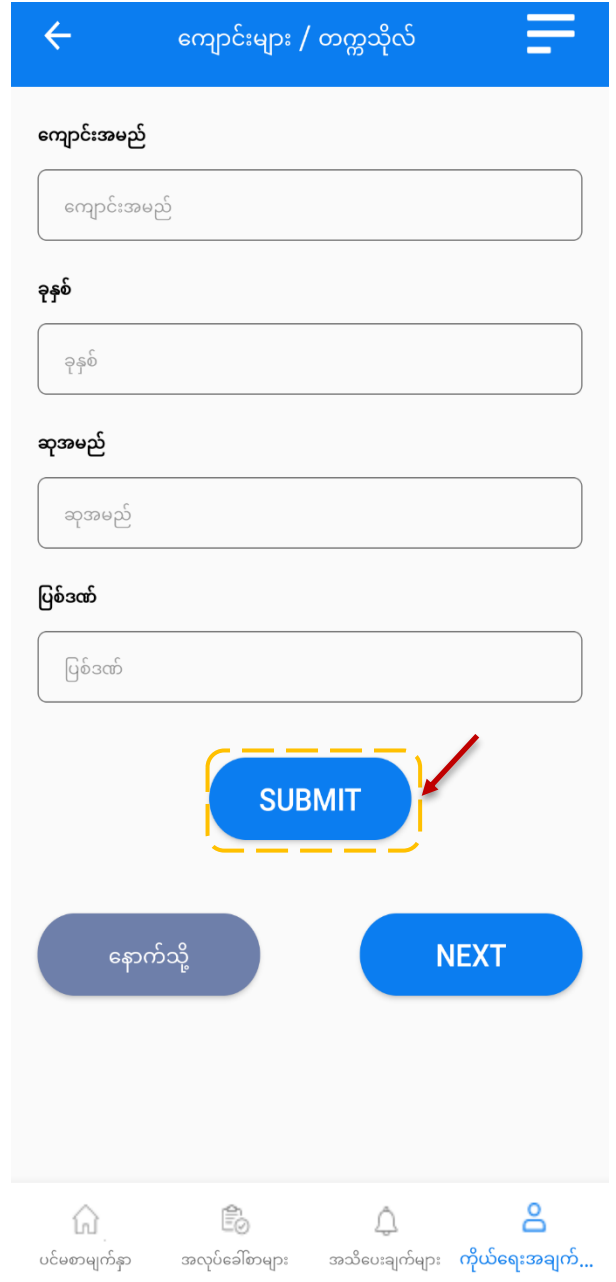 ကျောင်းများ / တက္ကသိုလ်
ကျောင်းအမည်
ကျောင်းအမည်
ခုနှစ်
ခုနှစ်
ဆုအမည်
ဆုအမည်
ပြစ်ဒဏ်
ပြစ်ဒဏ်
SUBMIT
နောက်သို့ NEXT
ပင်မစာမျက်နှာ အလုပ်ခေါ်စာများ အသိပေးချက်များ ကိုယ်ရေးအချက်...